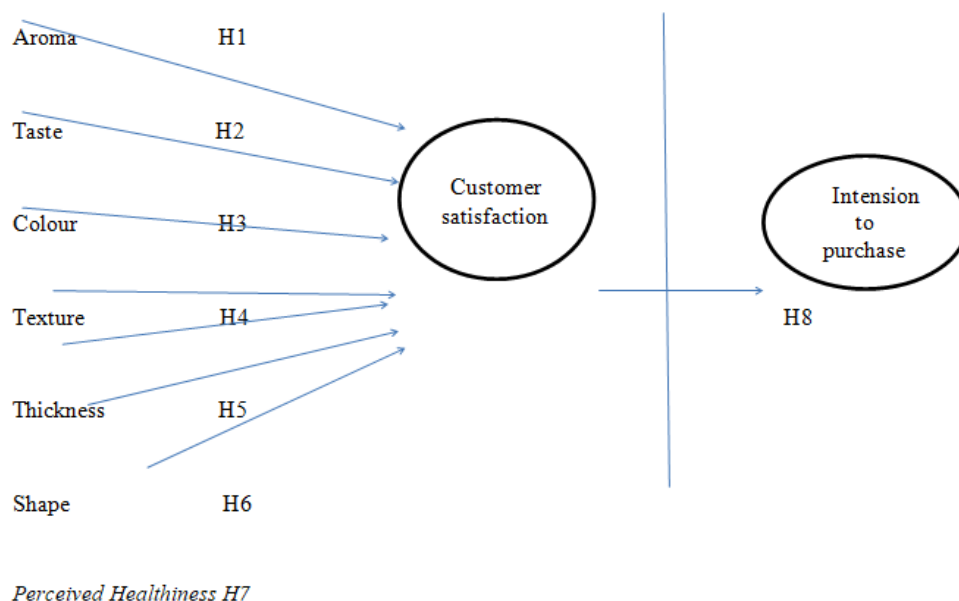 Aroma H1
Taste H2
Customer
satisfaction
Intension
to
purchase
Colour H3
Texture H4
H8
Thickness H5
Shape H6
Perceived Healthiness H7